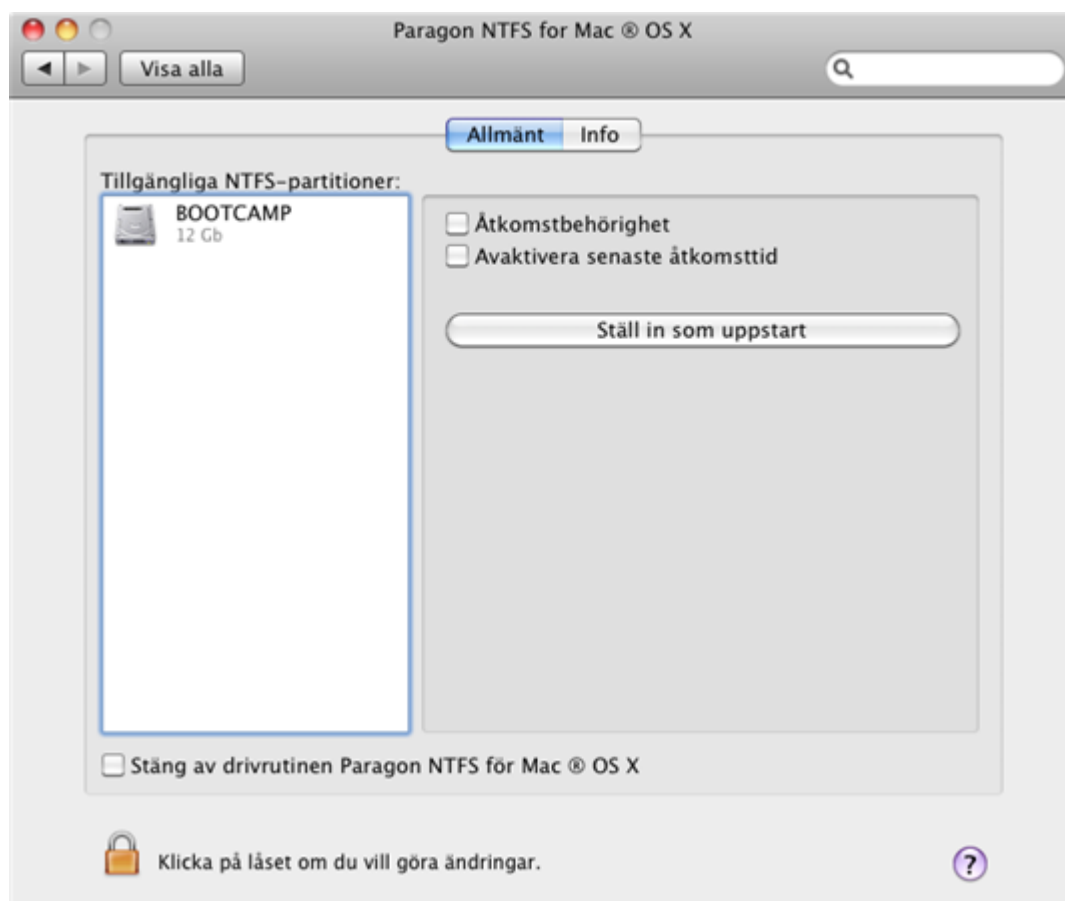 Paragon NTFS for Mac ® OS X
Visa alla
Allmänt Info
Tillgängliga NTFS-partitioner:
BOOTCAMP
12 Gb
Åtkomstbehörighet
Avaktivera senaste åtkomsttid
Ställ in som uppstart
Stäng av drivrutinen Paragon NTFS för Mac ® OS X
Klicka på låset om du vill göra ändringar.
?